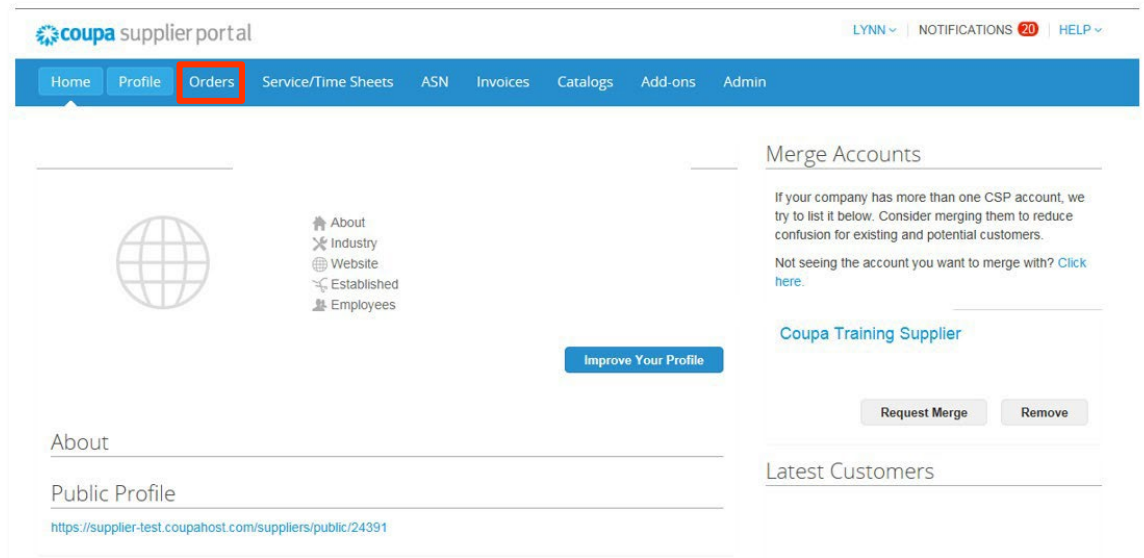 coupa supplier portal
LYNN NOTIFICATIONS 20 HELP
Home Profile Orders Service/Time Sheets ASN Invoices Catalogs Add-ons Admin
About
Industry
Website
Established
Employees
Improve Your Profile
About
Public Profile
https://supplier-test.coupahost.com/suppliers/public/24391
Merge Accounts
If your company has more than one CSP account, we
try to list it below. Consider merging them to reduce
confusion for existing and potential customers.
Not seeing the account you want to merge with? Click
here.
Coupa Training Supplier
Request Merge Remove
Latest Customers